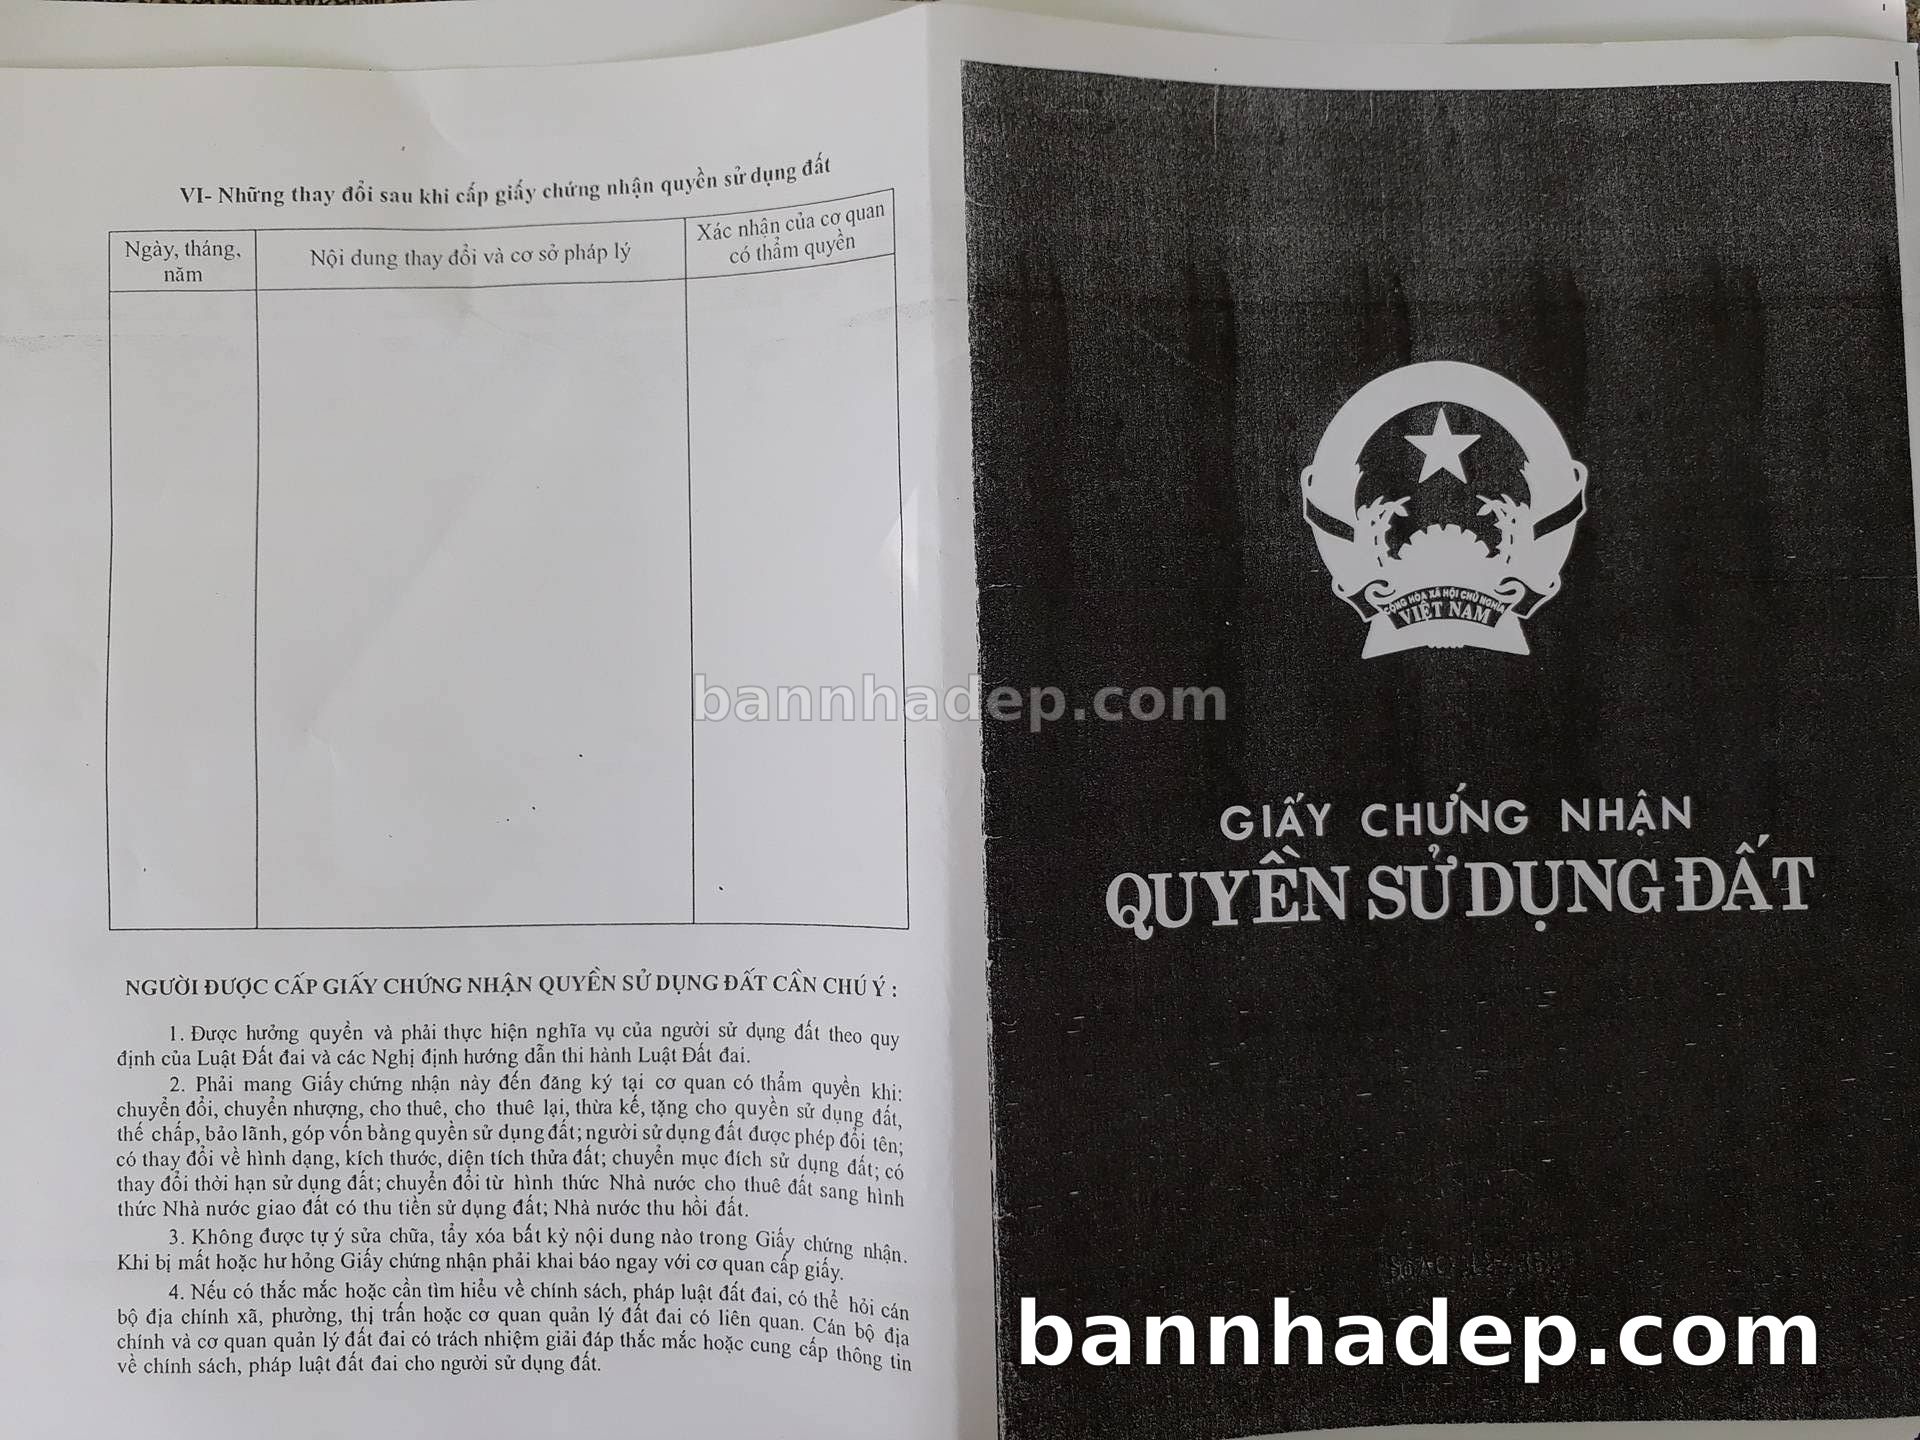 VI- Những thay đổi sau khi cấp giấy chứng nhận quyền sử dụng đất
Ngày, tháng,
năm
Nội dung thay đổi và cơ sở pháp lý
Xác nhận của cơ quan
có thẩm quyền
NGƯỜI ĐƯỢC CẤP GIẤY CHỨNG NHẬN QUYỀN SỬ DỤNG ĐẤT CẦN CHÚ Ý :
1. Được hưởng quyền và phải thực hiện nghĩa vụ của người sử dụng đất theo quy
định của Luật Đất đai và các Nghị định hướng dẫn thi hành Luật Đất đai.
2. Phải mang Giấy chứng nhận này đến đăng ký tại cơ quan có thẩm quyền khi:
chuyển đổi, chuyển nhượng, cho thuê, cho thuê lại, thừa kế, tặng cho quyền sử dụng đất,
thế chấp, bảo lãnh, góp vốn bằng quyền sử dụng đất; người sử dụng đất được phép đổi tên;
có thay đổi về hình dạng, kích thước, diện tích thửa đất; chuyển mục đích sử dụng đất; có
thay đổi thời hạn sử dụng đất; chuyển đổi từ hình thức Nhà nước cho thuê đất sang hình
thức Nhà nước giao đất có thu tiền sử dụng đất; Nhà nước thu hồi đất.
3. Không được tự ý sửa chữa, tẩy xóa bất kỳ nội dung nào trong Giấy chứng nhận.
Khi bị mất hoặc hư hỏng Giấy chứng nhận phải khai báo ngay với cơ quan cấp giấy.
4. Nếu có thắc mắc hoặc cần tìm hiểu về chính sách, pháp luật đất đai, có thể hỏi cán
bộ địa chính xã, phường, thị trấn hoặc cơ quan quản lý đất đai có liên quan. Cán bộ địa
chính và cơ quan quản lý đất đai có trách nhiệm giải đáp thắc mắc hoặc cung cấp thông tin
về chính sách, pháp luật đất đai cho người sử dụng đất.
bannhadep.com
CỘNG HÒA XÃ HỘI CHỦ NGHĨA
VIỆT NAM
GIẤY CHỨNG NHẬN
QUYỀN SỬ DỤNG ĐẤT
bannhadep.com